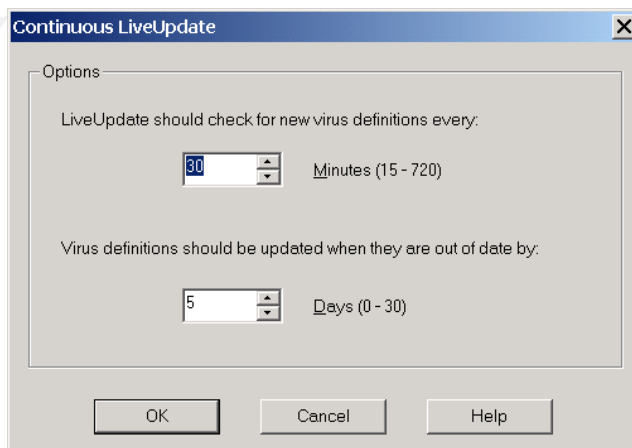 Continuous LiveUpdate
Options
LiveUpdate should check for new virus definitions every:
30 Minutes (15 - 720)
Virus definitions should be updated when they are out of date by:
5 Days (0 - 30)
OK Cancel Help